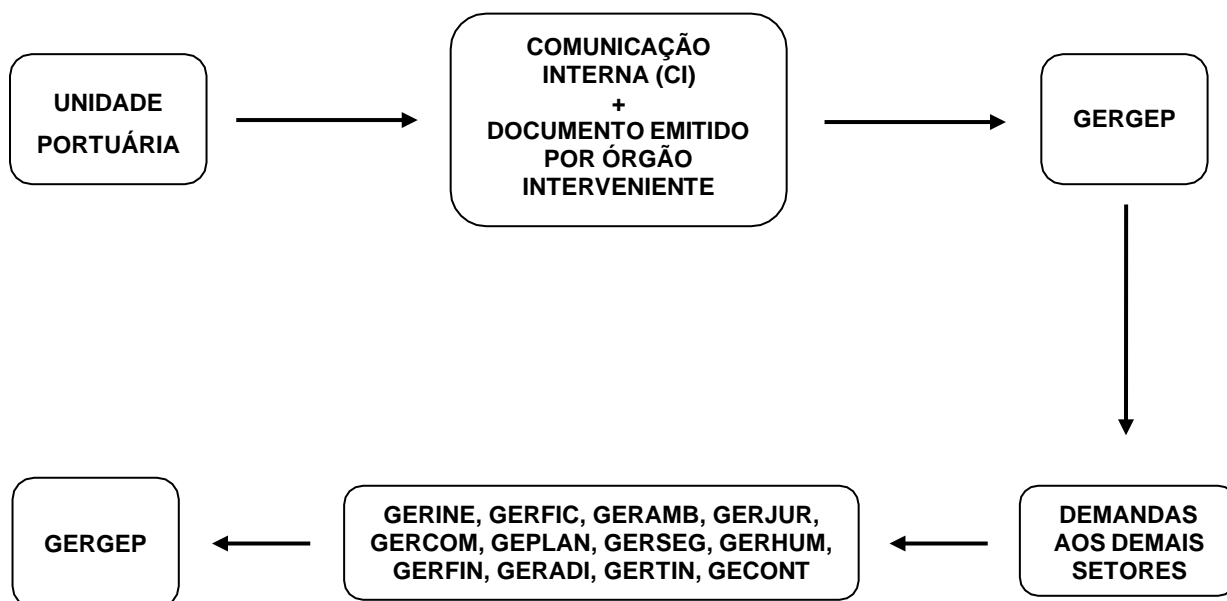 UNIDADE
PORTUÁRIA
COMUNICAÇÃO
INTERNA (CI)
+
DOCUMENTO EMITIDO
POR ÓRGÃO
INTERVENIENTE
GERGEP
GERGEP
GERINE, GERFIC, GERAMB, GERJUR,
GERCOM, GEPLAN, GERSEG, GERHUM,
GERFIN, GERADI, GERTIN, GECONT
DEMANDAS
AOS DEMAIS
SETORES